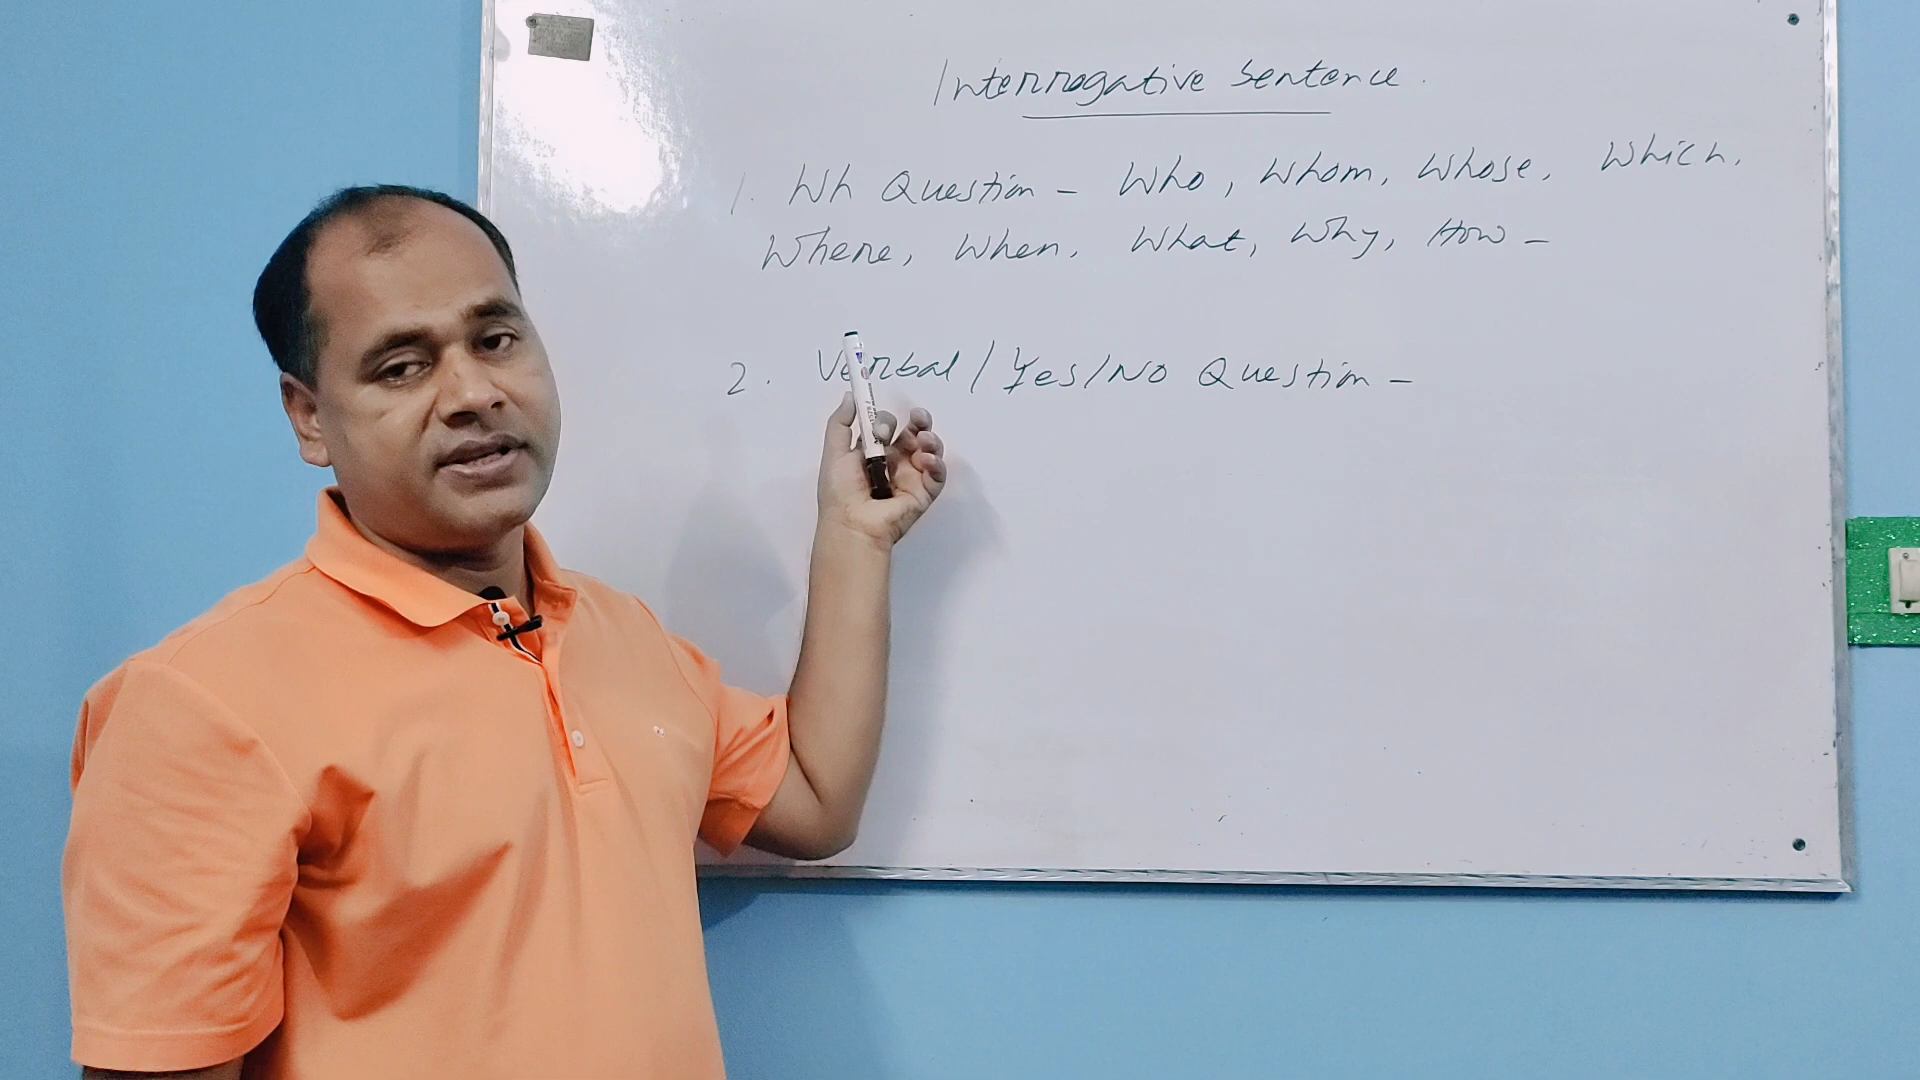 Interrogative Sentence.
1. Wh Question - Who, Whom, Whose, Which,
Where, When, What, Why, How -
2. Verbal / Yes/No Question -